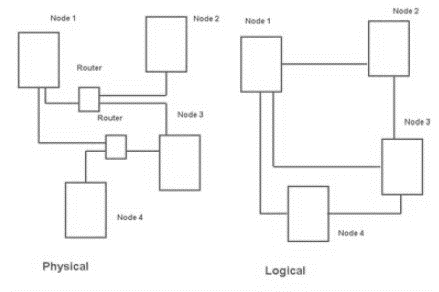 Node 1
Node 2
Router
Router
Node 3
Node 4
Physical
Node 1
Node 2
Node 3
Node 4
Logical